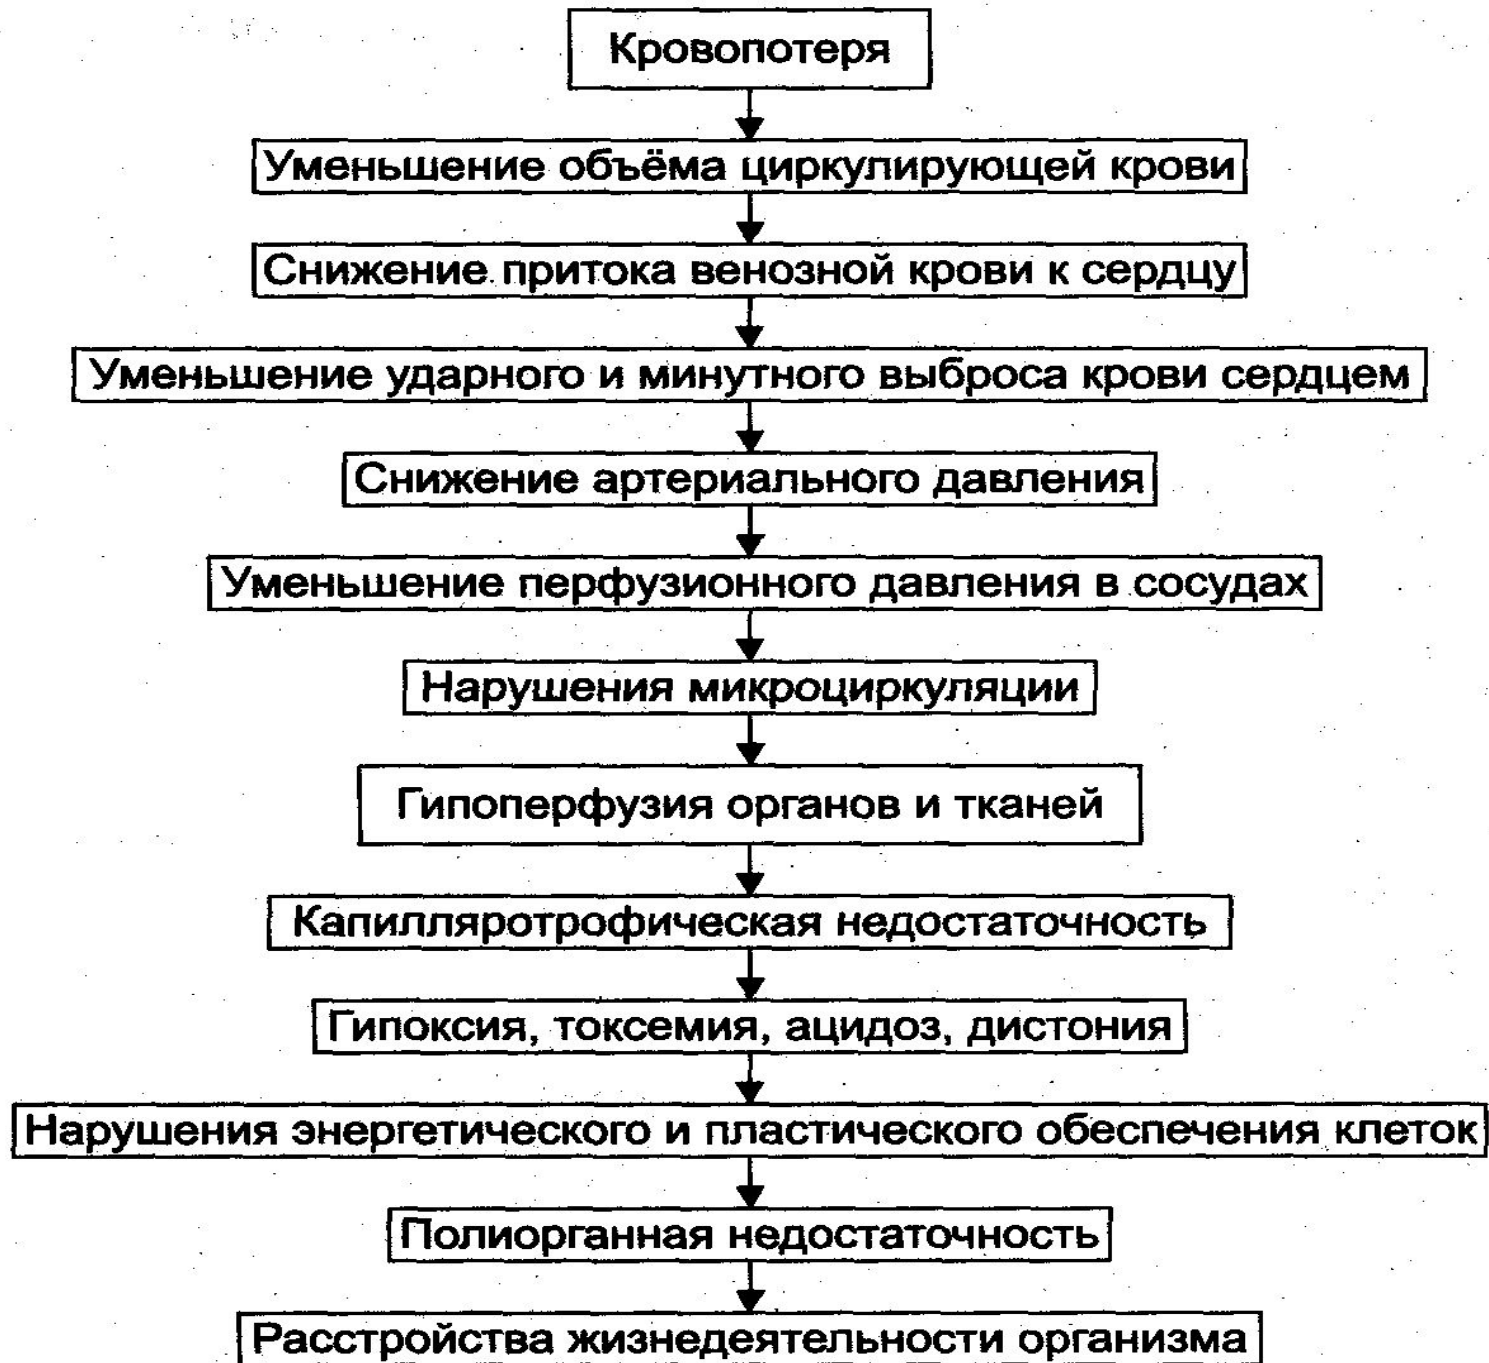 Кровопотеря
Уменьшение объёма циркулирующей крови
Снижение притока венозной крови к сердцу
Уменьшение ударного и минутного выброса крови сердцем
Снижение артериального давления
Уменьшение перфузионного давления в сосудах
Нарушения микроциркуляции
Гипоперфузия органов и тканей
Капилляротрофическая недостаточность
Гипоксия, токсемия, ацидоз, дистония
Нарушения энергетического и пластического обеспечения клеток
Полиорганная недостаточность
Расстройства жизнедеятельности организма